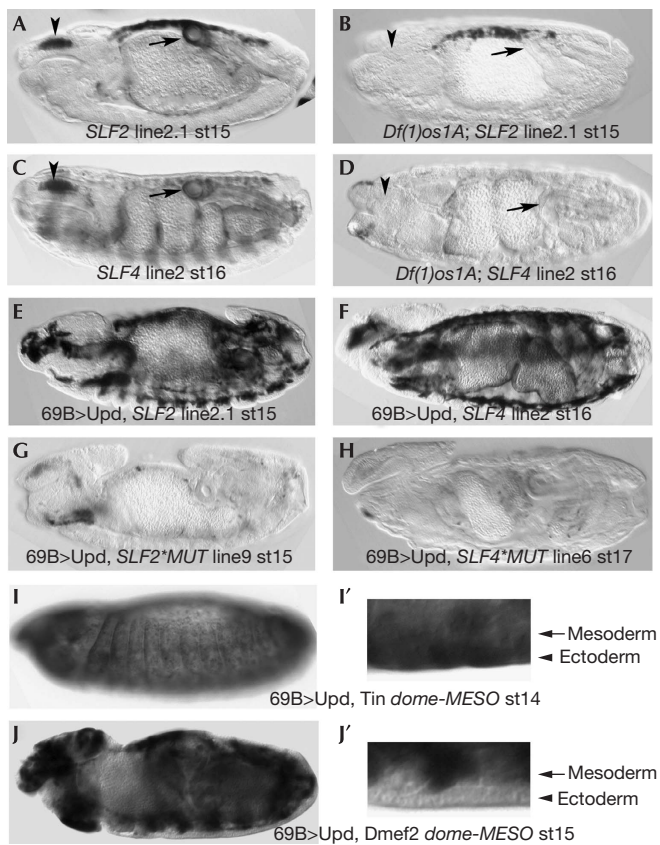 A
SLF2 line2.1 st15
B
Df(1)os1A; SLF2 line2.1 st15
C
SLF4 line2 st16
D
Df(1)os1A; SLF4 line2 st16
E
69B>Upd, SLF2 line2.1 st15
F
69B>Upd, SLF4 line2 st16
G
69B>Upd, SLF2*MUT line9 st15
H
69B>Upd, SLF4*MUT line6 st17
I
I′
Mesoderm
Ectoderm
69B>Upd, Tin dome-MESO st14
J
J′
Mesoderm
Ectoderm
69B>Upd, Dmef2 dome-MESO st15